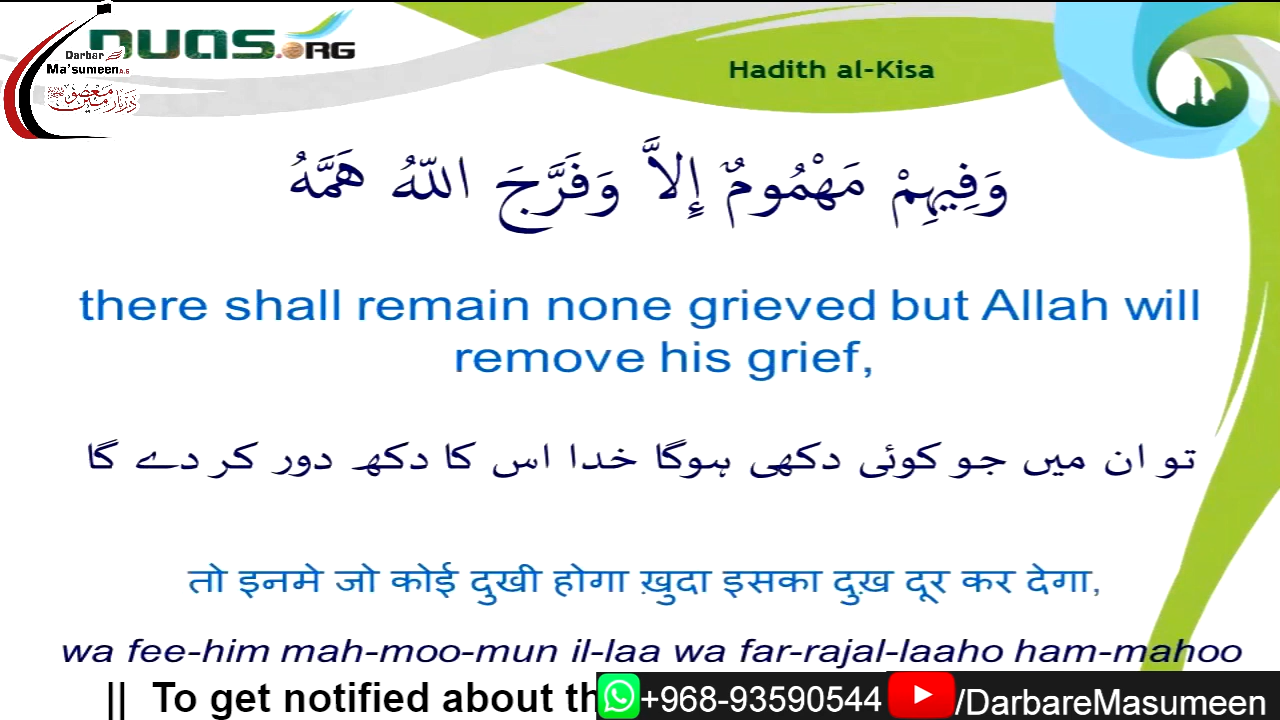 DUAS.ORG
Darbar
Ma'sumeen A.S
دربار معصومین
Hadith al-Kisa
وَفِيهِمْ مَهْمُومٌ إِلاَّ وَفَرَّجَ اللّهُ هَمَّهُ
there shall remain none grieved but Allah will
remove his grief,
تو ان میں جو کوئی دکھی ہوگا خدا اس کا دکھ دور کر دے گا
तो इनमे जो कोई दुखी होगा ख़ुदा इसका दुख़ दूर कर देगा,
wa fee-him mah-moo-mun il-laa wa far-rajal-laaho ham-mahoo
|| To get notified about th
+968-93590544 /DarbareMasumeen